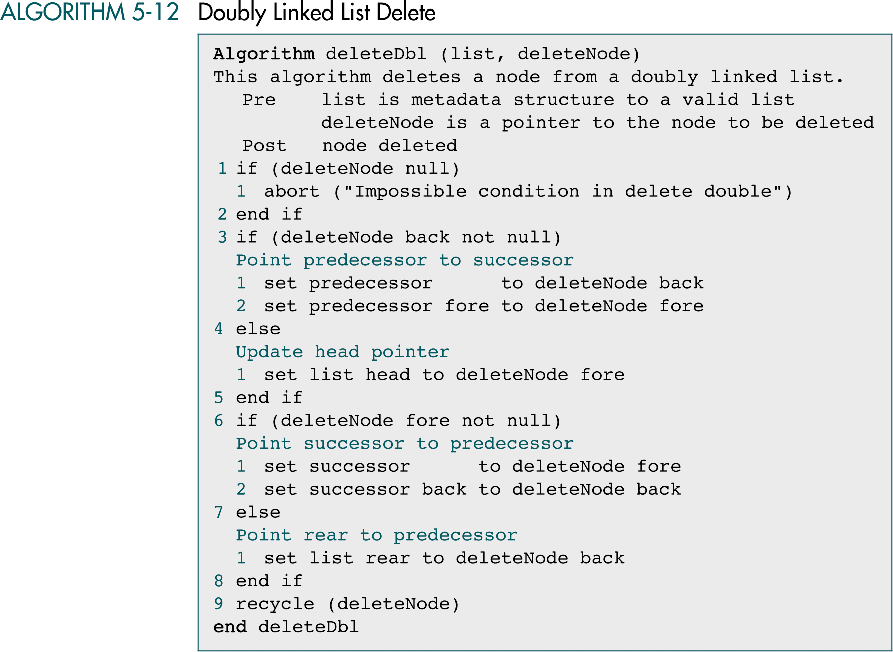 ALGORITHM 5-12 Doubly Linked List Delete
Algorithm deleteDbl (list, deleteNode)
This algorithm deletes a node from a doubly linked list.
Pre list is metadata structure to a valid list
deleteNode is a pointer to the node to be deleted
Post node deleted
1 if (deleteNode null)
1 abort ("Impossible condition in delete double")
2 end if
3 if (deleteNode back not null)
Point predecessor to successor
1 set predecessor to deleteNode back
2 set predecessor fore to deleteNode fore
4 else
Update head pointer
1 set list head to deleteNode fore
5 end if
6 if (deleteNode fore not null)
Point successor to predecessor
1 set successor to deleteNode fore
2 set successor back to deleteNode back
7 else
Point rear to predecessor
1 set list rear to deleteNode back
8 end if
9 recycle (deleteNode)
end deleteDbl